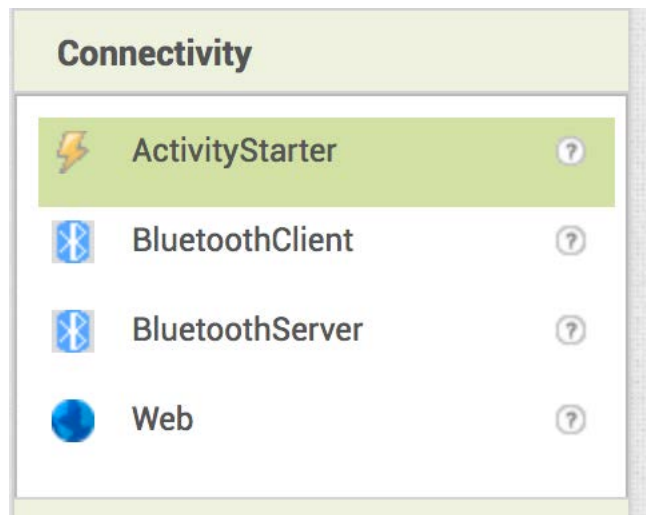 Connectivity
ActivityStarter ?
BluetoothClient ?
BluetoothServer ?
Web ?